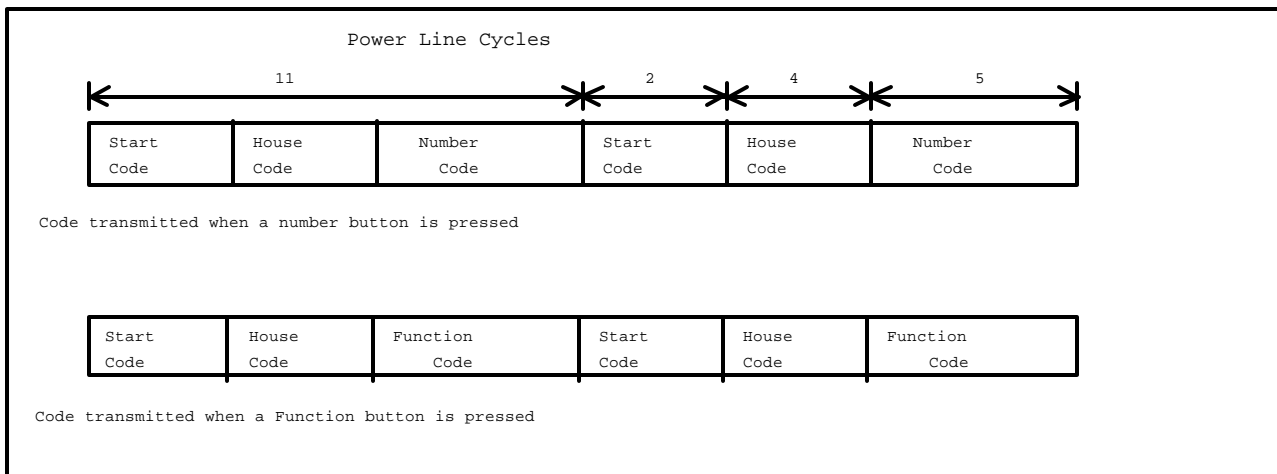 Power Line Cycles
11 2 4 5
Start House Number Start House Number
Code Code Code Code Code Code
Code transmitted when a number button is pressed
Start House Function Start House Function
Code Code Code Code Code Code
Code transmitted when a Function button is pressed